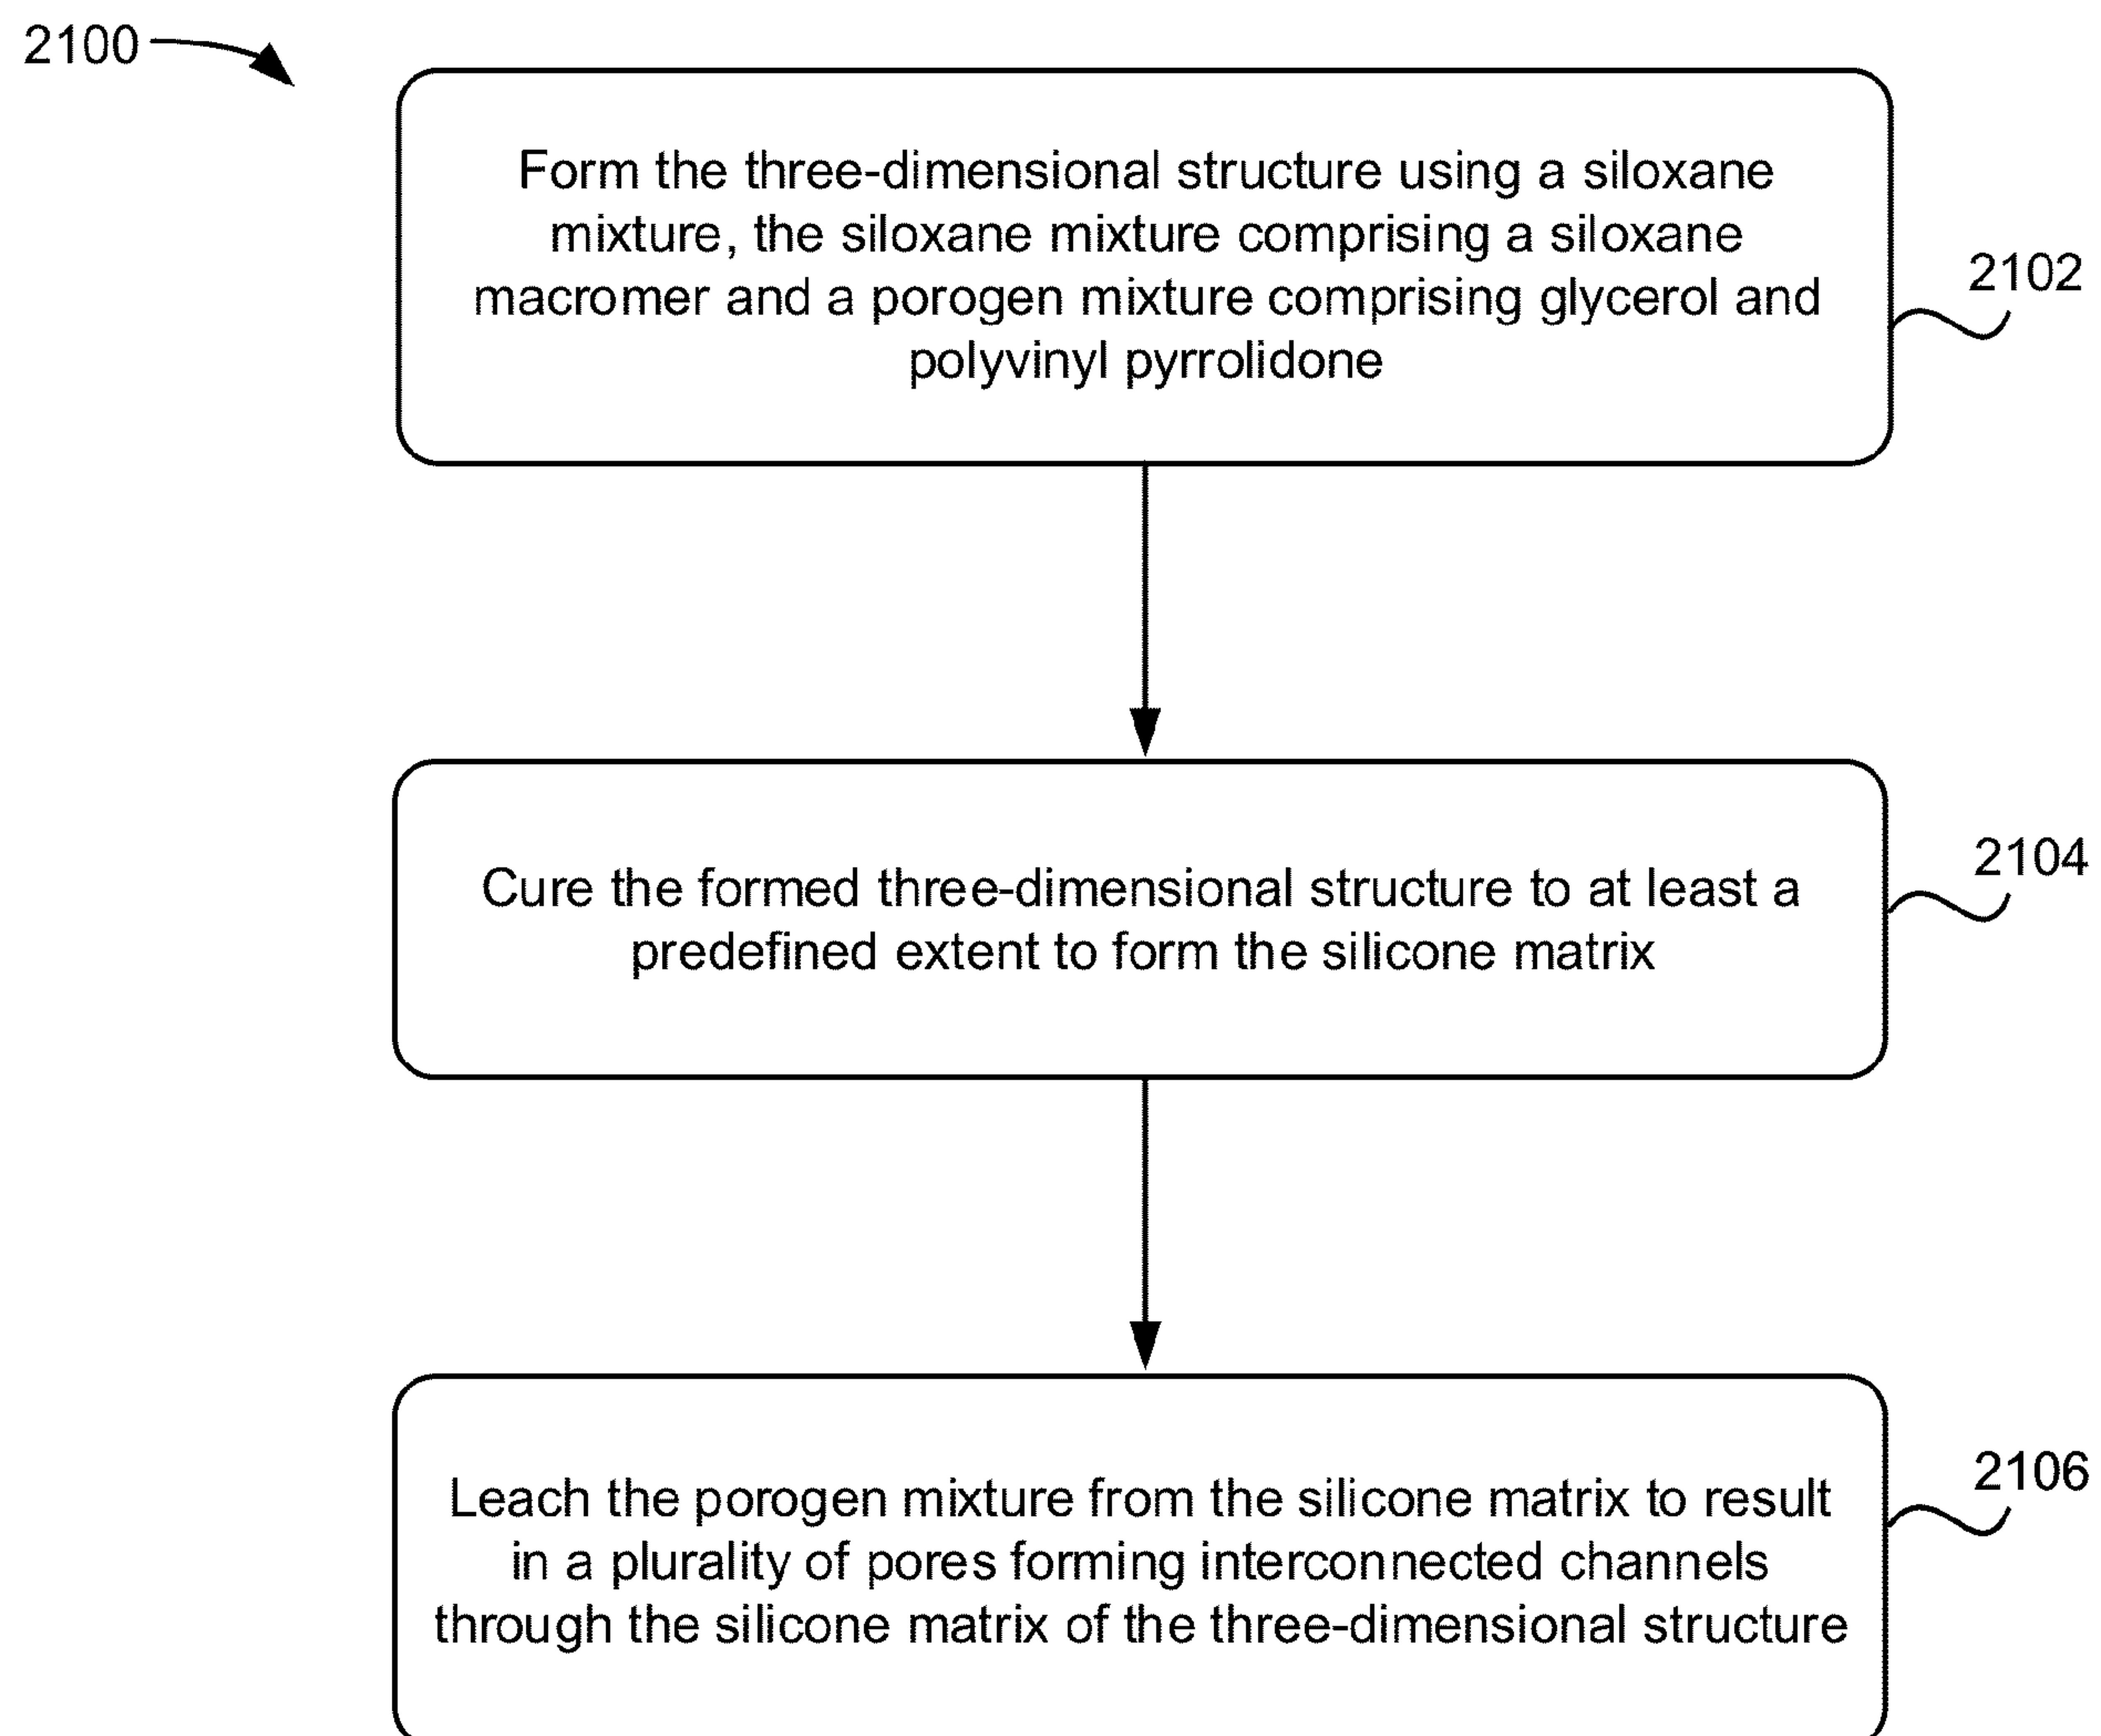 2100
Form the three-dimensional structure using a siloxane
mixture, the siloxane mixture comprising a siloxane
macromer and a porogen mixture comprising glycerol and
polyvinyl pyrrolidone
2102
Cure the formed three-dimensional structure to at least a
predefined extent to form the silicone matrix
2104
Leach the porogen mixture from the silicone matrix to result
in a plurality of pores forming interconnected channels
through the silicone matrix of the three-dimensional structure
2106